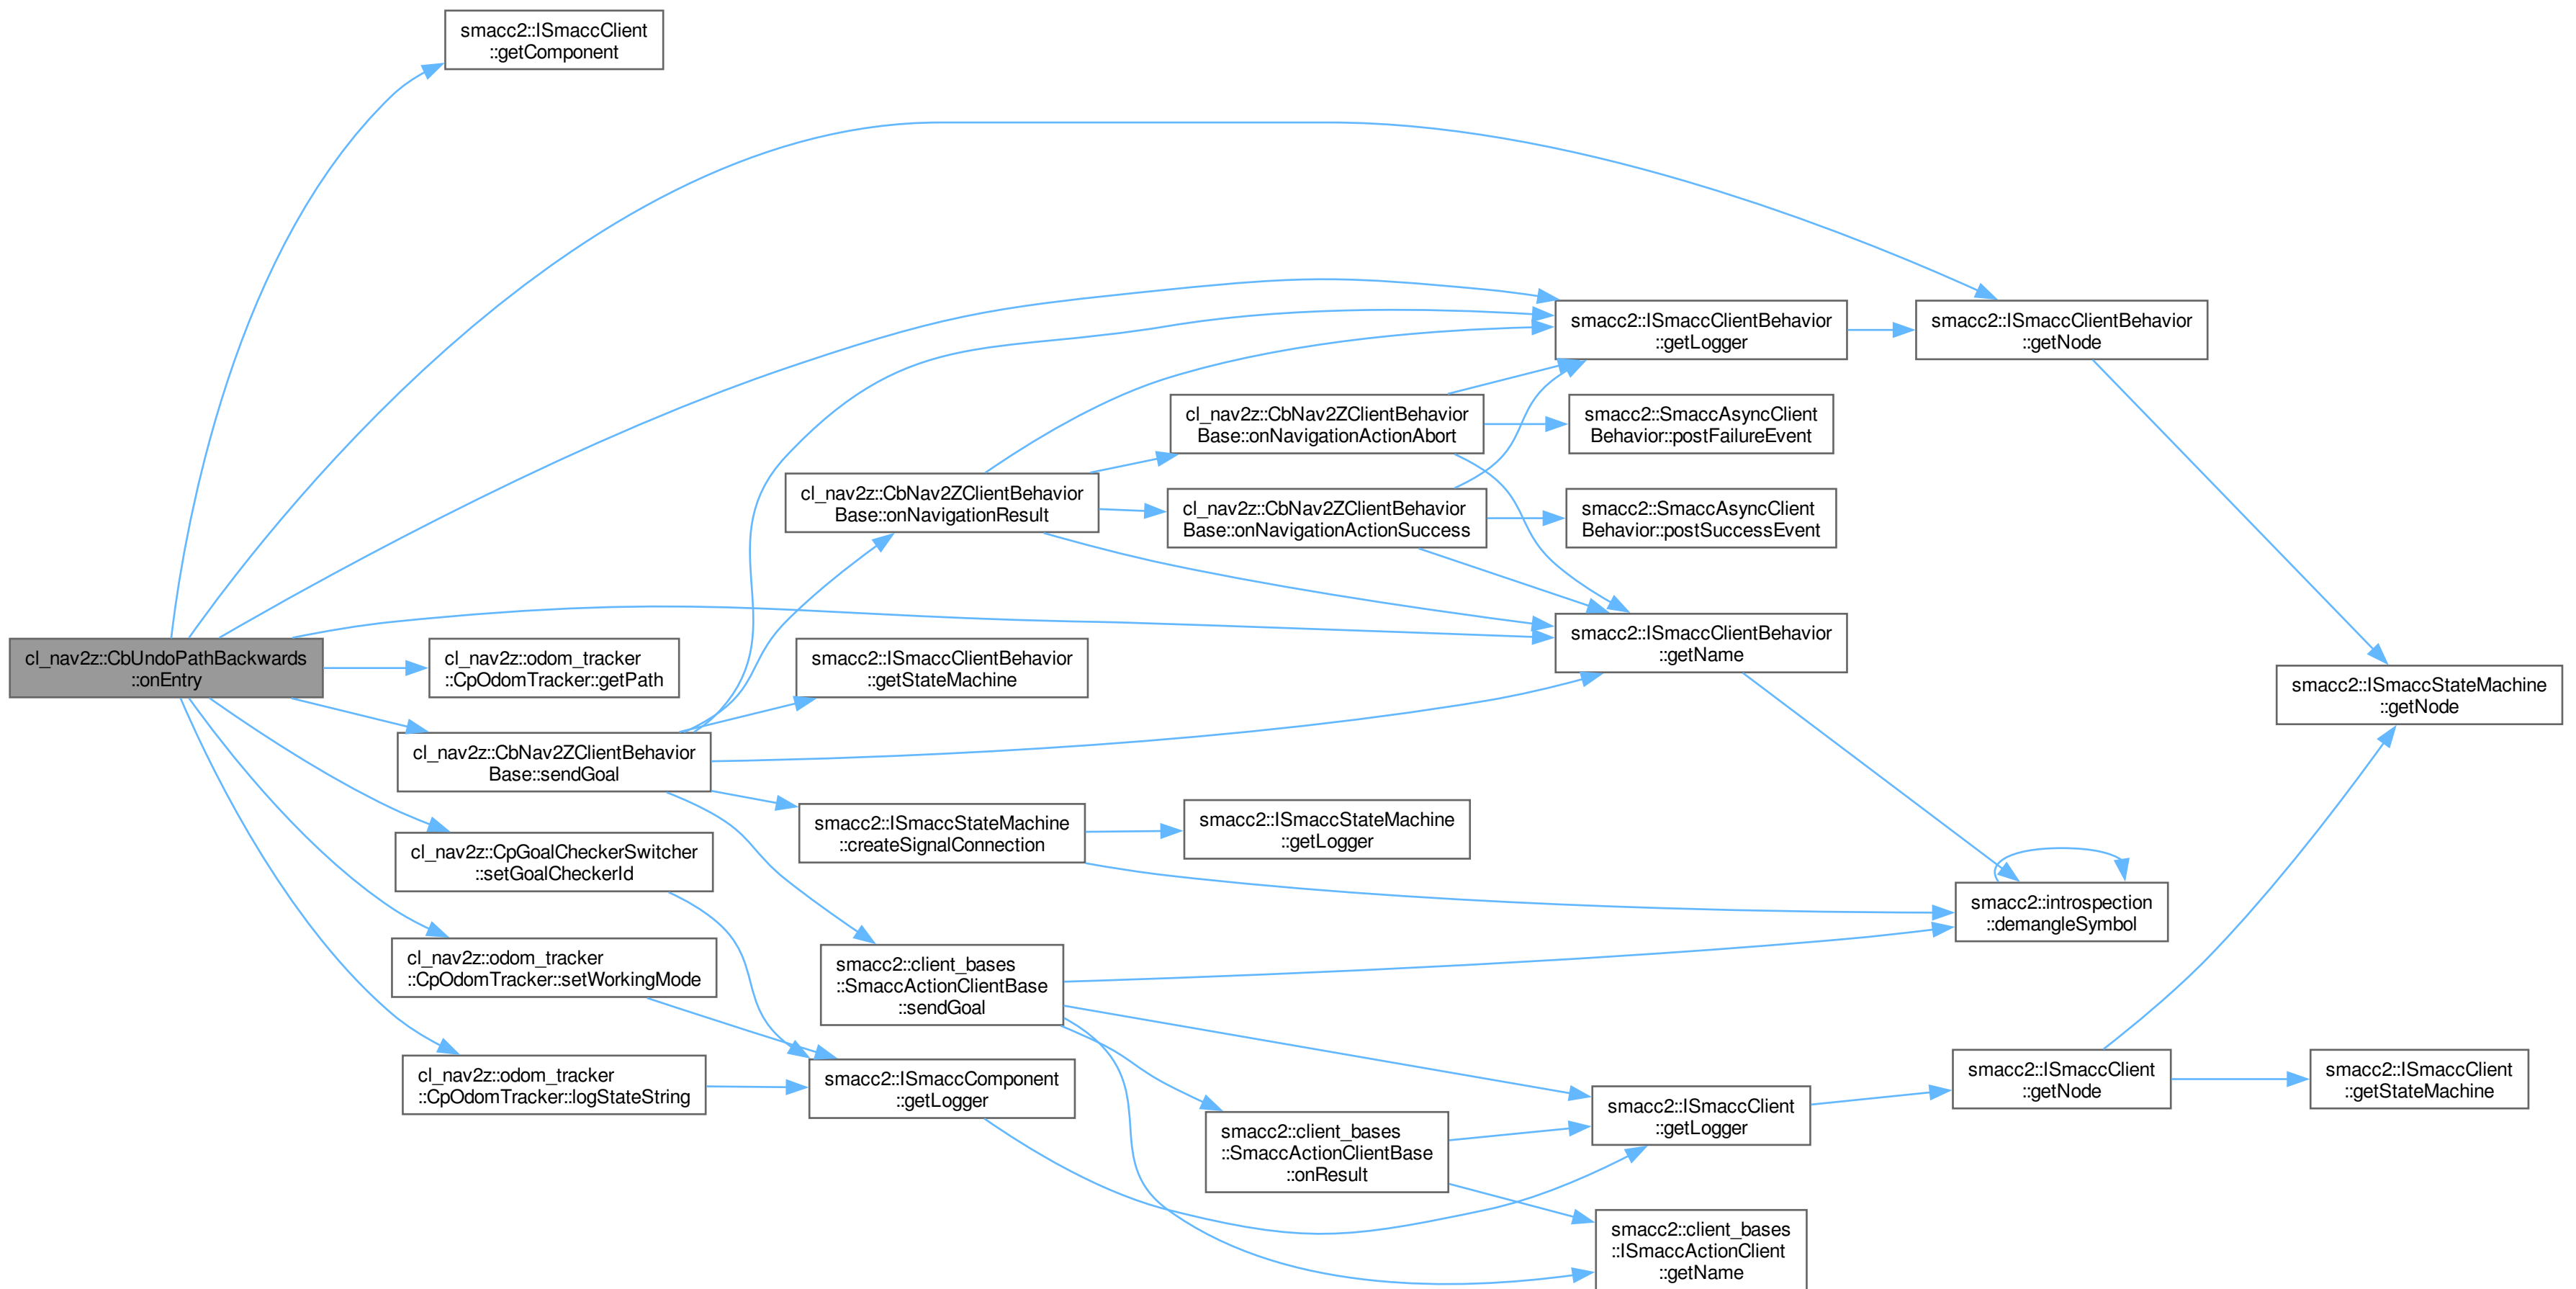 smacc2::ISmaccClient
::getComponent
smacc2::ISmaccClientBehavior
::getLogger
smacc2::ISmaccClientBehavior
::getNode
cl_nav2z::CbNav2ZClientBehavior
Base::onNavigationActionAbort
smacc2::SmaccAsyncClient
Behavior::postFailureEvent
cl_nav2z::CbNav2ZClientBehavior
Base::onNavigationResult
cl_nav2z::CbNav2ZClientBehavior
Base::onNavigationActionSuccess
smacc2::SmaccAsyncClient
Behavior::postSuccessEvent
smacc2::ISmaccClientBehavior
::getName
cl_nav2z::CbUndoPathBackwards
::onEntry
cl_nav2z::odom_tracker
::CpOdomTracker::getPath
smacc2::ISmaccClientBehavior
::getStateMachine
smacc2::ISmaccStateMachine
::getNode
cl_nav2z::CbNav2ZClientBehavior
Base::sendGoal
smacc2::ISmaccStateMachine
::createSignalConnection
smacc2::ISmaccStateMachine
::getLogger
cl_nav2z::CpGoalCheckerSwitcher
::setGoalCheckerId
smacc2::introspection
::demangleSymbol
cl_nav2z::odom_tracker
::CpOdomTracker::setWorkingMode
smacc2::client_bases
::SmaccActionClientBase
::sendGoal
cl_nav2z::odom_tracker
::CpOdomTracker::logStateString
smacc2::ISmaccComponent
::getLogger
smacc2::ISmaccClient
::getNode
smacc2::ISmaccClient
::getStateMachine
smacc2::ISmaccClient
::getLogger
smacc2::client_bases
::SmaccActionClientBase
::onResult
smacc2::client_bases
::ISmaccActionClient
::getName